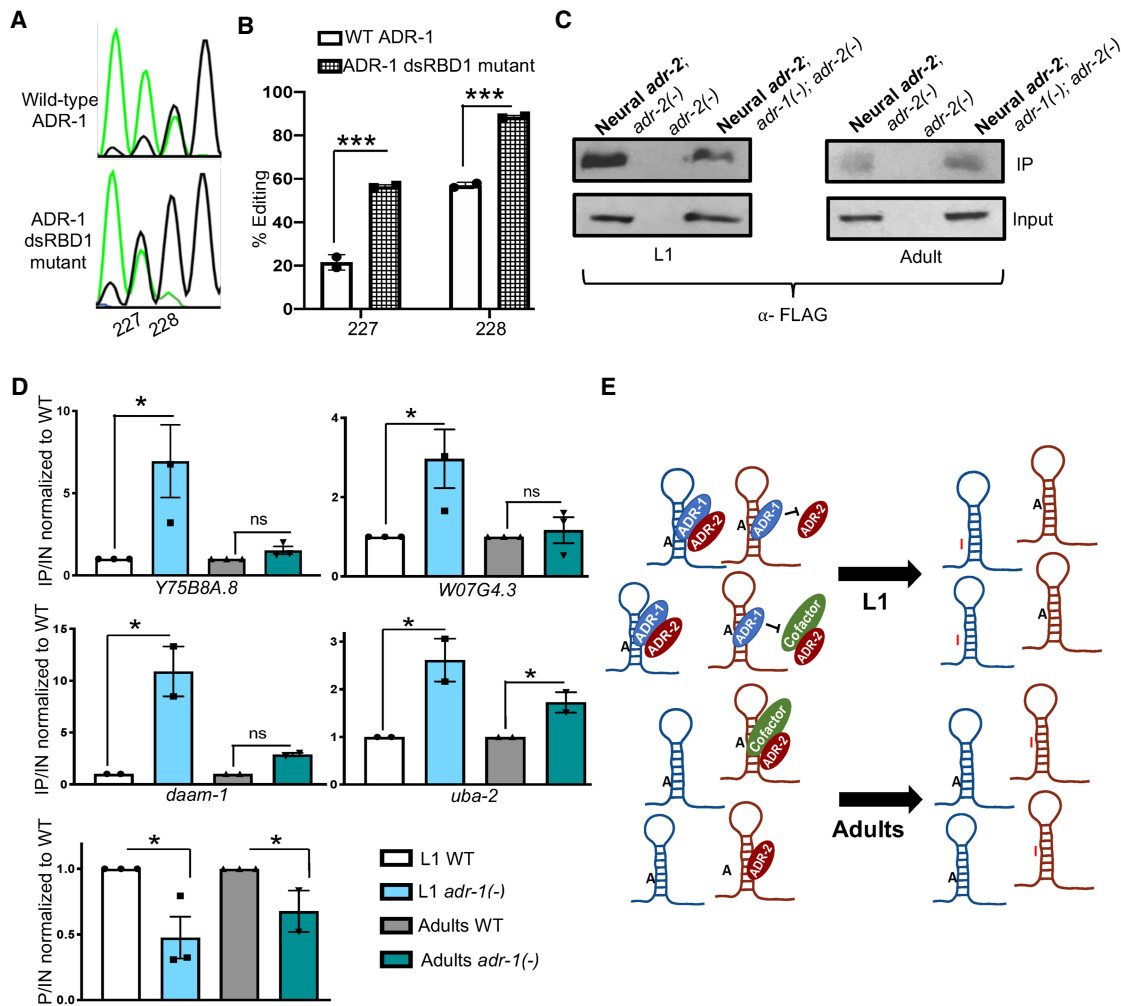 A
Wild-type
ADR-1
ADR-1
dsRBD1
mutant
227 228
B
WT ADR-1
ADR-1 dsRBD1 mutant
% Editing
100
80
60
40
20
0
***
***
227 228
C
Neural adr-2;
adr-2(-)
adr-2(-)
Neural adr-2;
adr-1(-); adr-2(-)
Neural adr-2;
adr-2(-)
adr-2(-)
Neural adr-2;
adr-1(-); adr-2(-)
IP
Input
L1
Adult
α- FLAG
D
IP/IN normalized to WT
10
5
0
*
ns
Y75B8A.8
4
2
0
*
ns
W07G4.3
IP/IN normalized to WT
15
10
5
0
*
ns
daam-1
3
2
1
0
*
*
uba-2
P/IN normalized to WT
1.0
0.5
0.0
*
*
L1 WT
L1 adr-1(-)
Adults WT
Adults adr-1(-)
E
A
ADR-1
ADR-2
A
ADR-1
ADR-2
A
ADR-1
ADR-2
A
ADR-1
Cofactor
ADR-2
L1
I
A
I
A
A
A
Cofactor
ADR-2
A
A
ADR-2
Adults
A
I
A
I